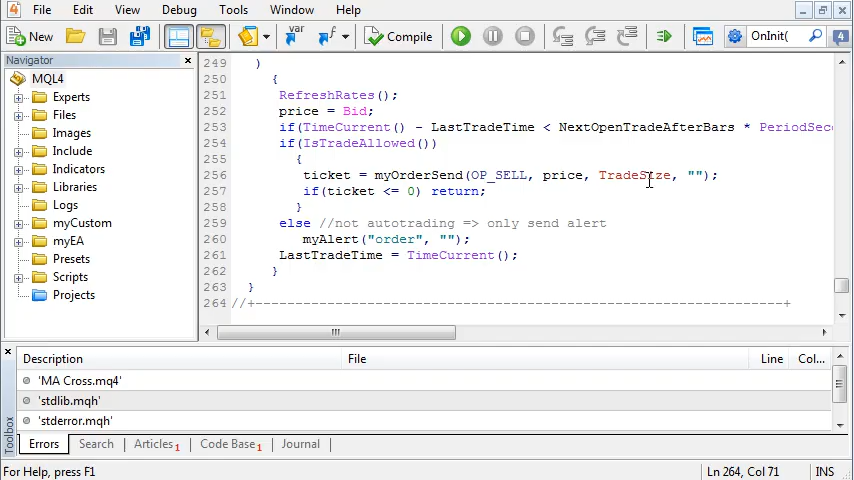 File Edit View Debug Tools Window Help
New var f Compile OnInit( 4
Navigator
MQL4
Experts
Files
Images
Include
Indicators
Libraries
Logs
myCustom
myEA
Presets
Scripts
Projects
249 )
250 {
251 RefreshRates();
252 price = Bid;
253 if(TimeCurrent() - LastTradeTime < NextOpenTradeAfterBars * PeriodSec
254 if(IsTradeAllowed())
255 {
256 ticket = myOrderSend(OP_SELL, price, TradeSize, "");
257 if(ticket <= 0) return;
258 }
259 else //not autotrading => only send alert
260 myAlert("order", "");
261 LastTradeTime = TimeCurrent();
262 }
263 }
264 //+------------------------------------------------------------------+
Description File Line Col...
'MA Cross.mq4'
'stdlib.mqh'
'stderror.mqh'
Toolbox
Errors Search Articles 1 Code Base 1 Journal
For Help, press F1 Ln 264, Col 71 INS